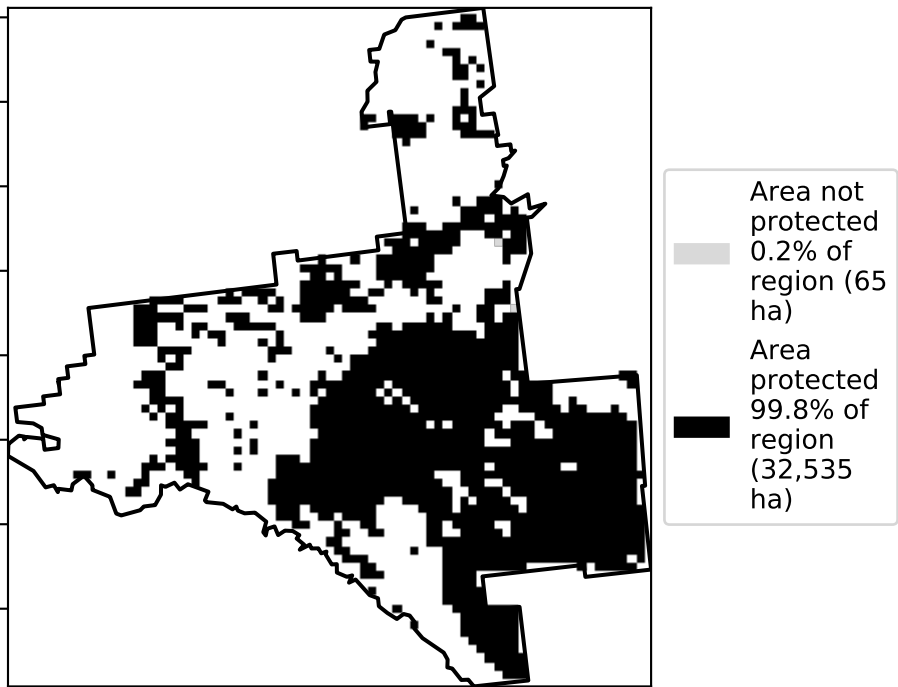 Area not
protected
0.2% of
region (65
ha)
Area
protected
99.8% of
region
(32,535
ha)